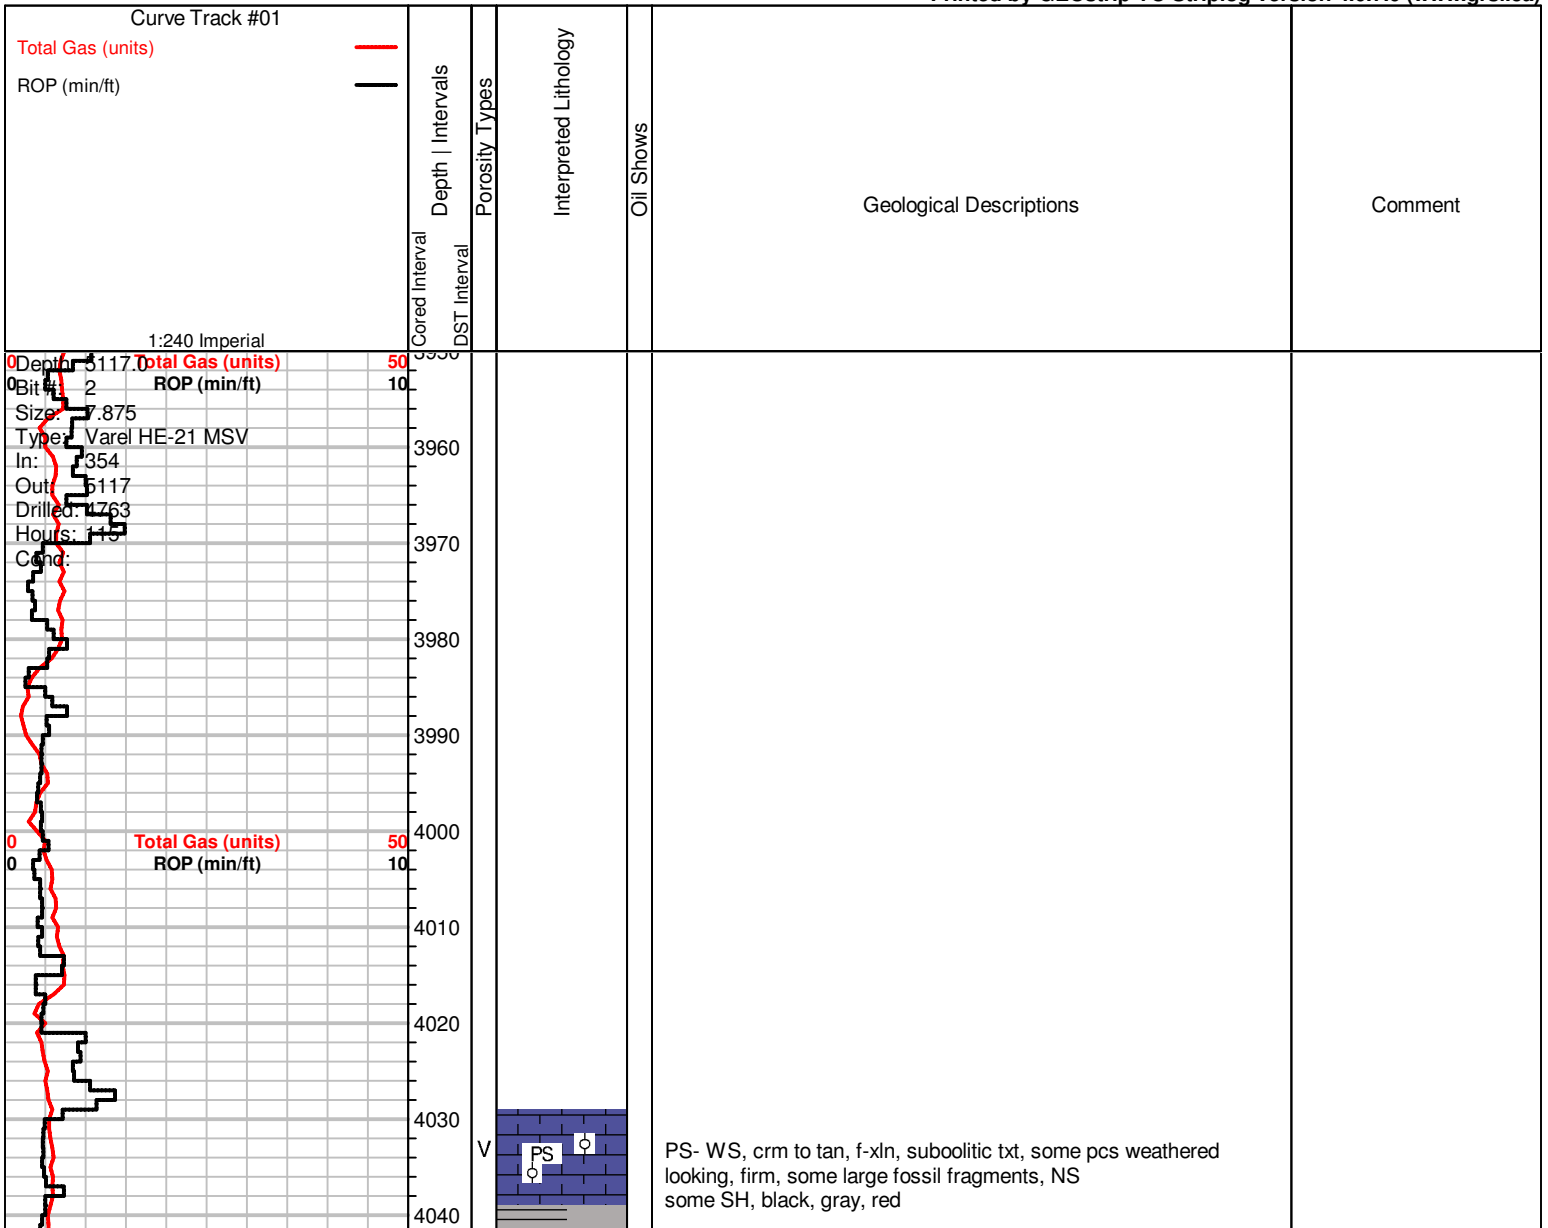 Curve Track #01
Total Gas (units)
ROP (min/ft)
1:240 Imperial
Depth | Intervals
Cored Interval
DST Interval
Porosity Types
Interpreted Lithology
Oil Shows
Geological Descriptions
Comment
0 Total Gas (units) 50
0 ROP (min/ft) 10
Depth: 5117.0
Bit #: 2
Size: 7.875
Type: Varel HE-21 MSV
In: 354
Out: 5117
Drilled: 4763
Hours: 115
Cond:
3950
3960
3970
3980
3990
4000
0 Total Gas (units) 50
0 ROP (min/ft) 10
4010
4020
4030
V
PS
PS- WS, crm to tan, f-xln, suboolitic txt, some pcs weathered
looking, firm, some large fossil fragments, NS
some SH, black, gray, red
4040